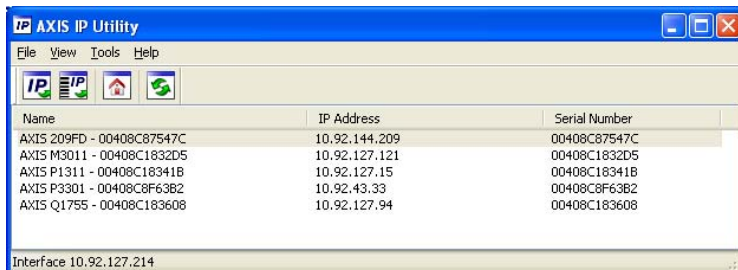 IP AXIS IP Utility
File View Tools Help
IP IP
Name IP Address Serial Number
AXIS 209FD - 00408C87547C 10.92.144.209 00408C87547C
AXIS M3011 - 00408C1832D5 10.92.127.121 00408C1832D5
AXIS P1311 - 00408C18341B 10.92.127.15 00408C18341B
AXIS P3301 - 00408C8F63B2 10.92.43.33 00408C8F63B2
AXIS Q1755 - 00408C183608 10.92.127.94 00408C183608
Interface 10.92.127.214